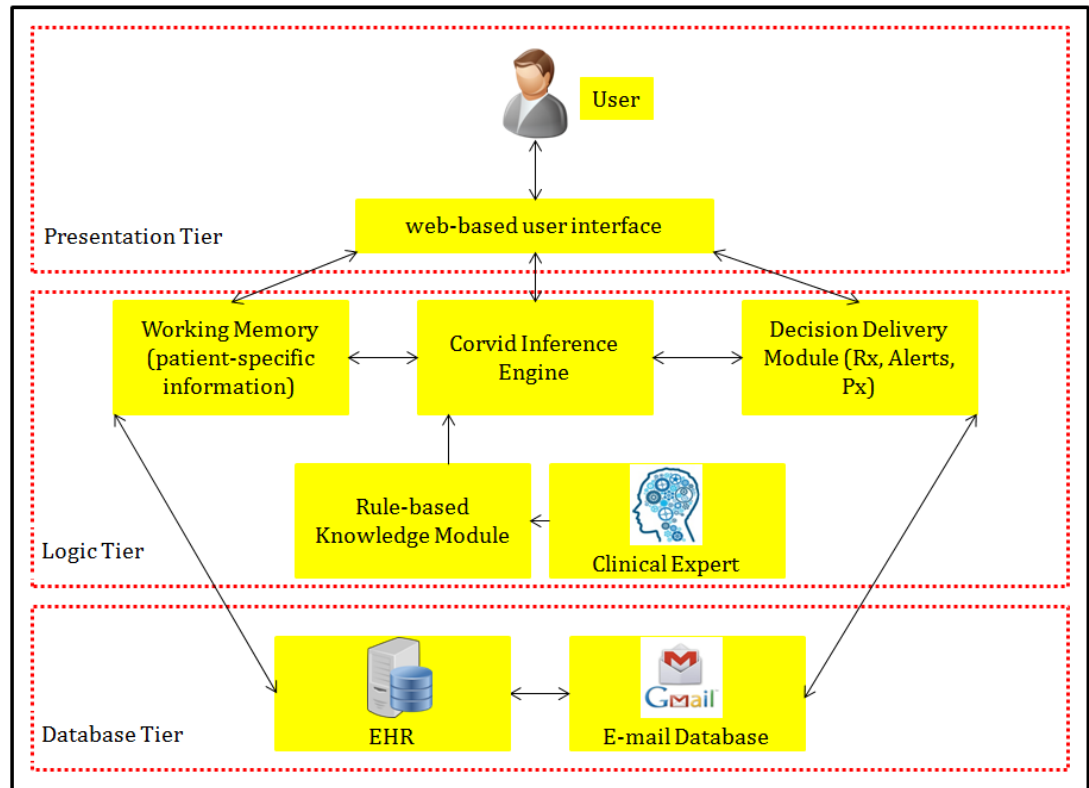 User
web-based user interface
Presentation Tier
Working Memory
(patient-specific
information)
Corvid Inference
Engine
Decision Delivery
Module (Rx, Alerts,
Px)
Rule-based
Knowledge Module
Clinical Expert
Logic Tier
EHR
GMail
E-mail Database
Database Tier